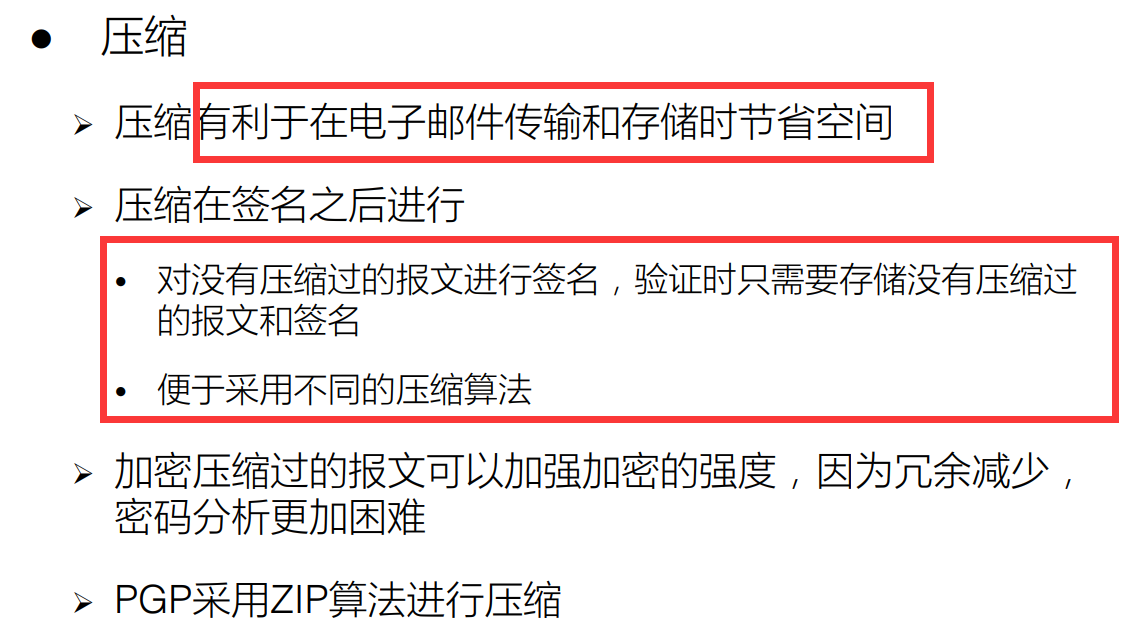 ● 压缩
➢ 压缩有利于在电子邮件传输和存储时节省空间
➢ 压缩在签名之后进行
• 对没有压缩过的报文进行签名，验证时只需要存储没有压缩过
的报文和签名
• 便于采用不同的压缩算法
➢ 加密压缩过的报文可以加强加密的强度，因为冗余减少，
密码分析更加困难
➢ PGP采用ZIP算法进行压缩